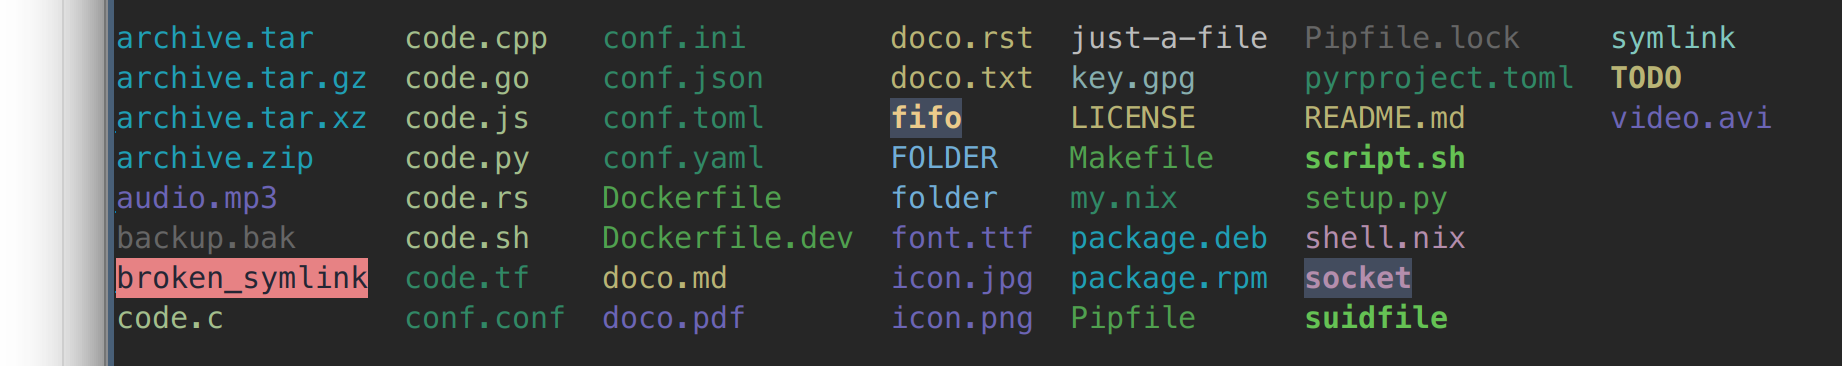 archive.tar code.cpp conf.ini doco.rst just-a-file Pipfile.lock symlink
archive.tar.gz code.go conf.json doco.txt key.gpg pyrproject.toml TODO
archive.tar.xz code.js conf.toml fifo LICENSE README.md video.avi
archive.zip code.py conf.yaml FOLDER Makefile script.sh
audio.mp3 code.rs Dockerfile folder my.nix setup.py
backup.bak code.sh Dockerfile.dev font.ttf package.deb shell.nix
broken_symlink code.tf doco.md icon.jpg package.rpm socket
code.c conf.conf doco.pdf icon.png Pipfile suidfile